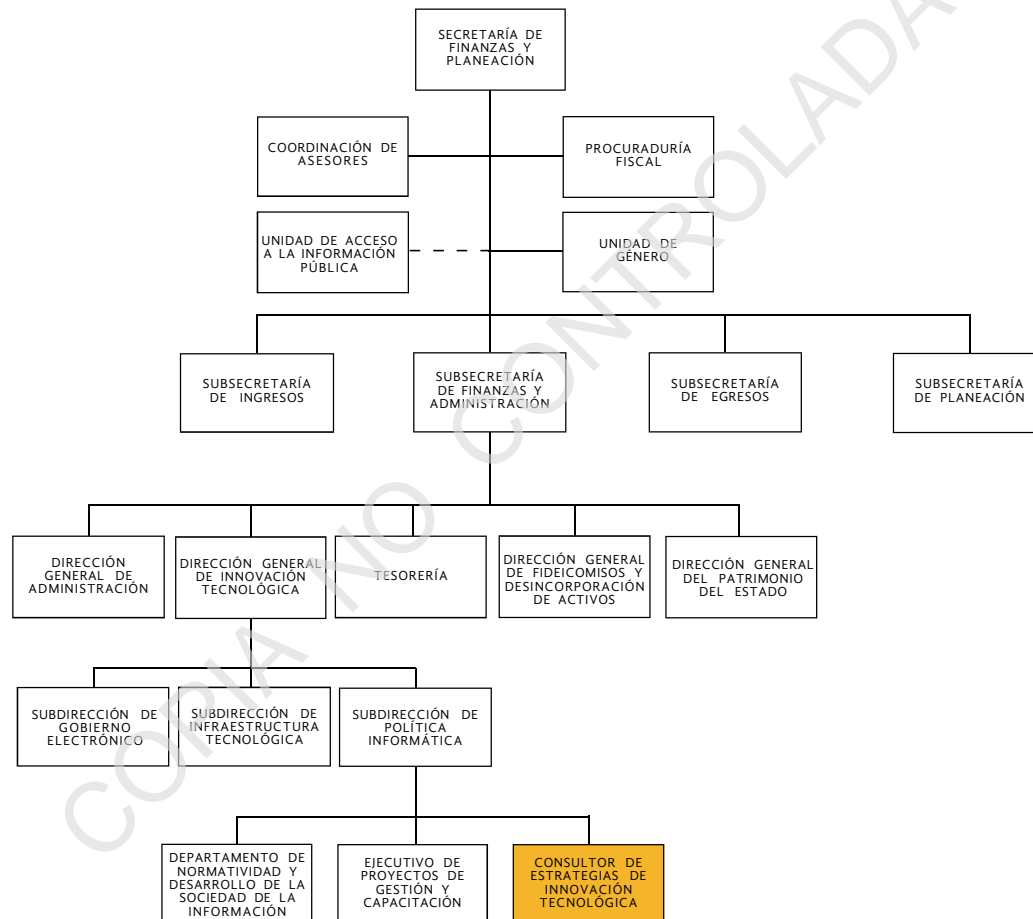 SECRETARÍA DE
FINANZAS Y
PLANEACIÓN
COORDINACIÓN DE
ASESORES
PROCURADURÍA
FISCAL
UNIDAD DE ACCESO
A LA INFORMACIÓN
PÚBLICA
UNIDAD DE
GÉNERO
SUBSECRETARÍA
DE INGRESOS
SUBSECRETARÍA
DE FINANZAS Y
ADMINISTRACIÓN
SUBSECRETARÍA
DE EGRESOS
SUBSECRETARÍA
DE PLANEACIÓN
DIRECCIÓN
GENERAL DE
ADMINISTRACIÓN
DIRECCIÓN GENERAL
DE INNOVACIÓN
TECNOLÓGICA
TESORERÍA
DIRECCIÓN GENERAL
DE FIDEICOMISOS Y
DESINCORPORACIÓN
DE ACTIVOS
DIRECCIÓN GENERAL
DEL PATRIMONIO
DEL ESTADO
SUBDIRECCIÓN DE
GOBIERNO
ELECTRÓNICO
SUBDIRECCIÓN DE
INFRAESTRUCTURA
TECNOLÓGICA
SUBDIRECCIÓN DE
POLÍTICA
INFORMÁTICA
DEPARTAMENTO DE
NORMATIVIDAD Y
DESARROLLO DE LA
SOCIEDAD DE LA
INFORMACIÓN
EJECUTIVO DE
PROYECTOS DE
GESTIÓN Y
CAPACITACIÓN
CONSULTOR DE
ESTRATEGIAS DE
INNOVACIÓN
TECNOLÓGICA
COPIA NO CONTROLADA